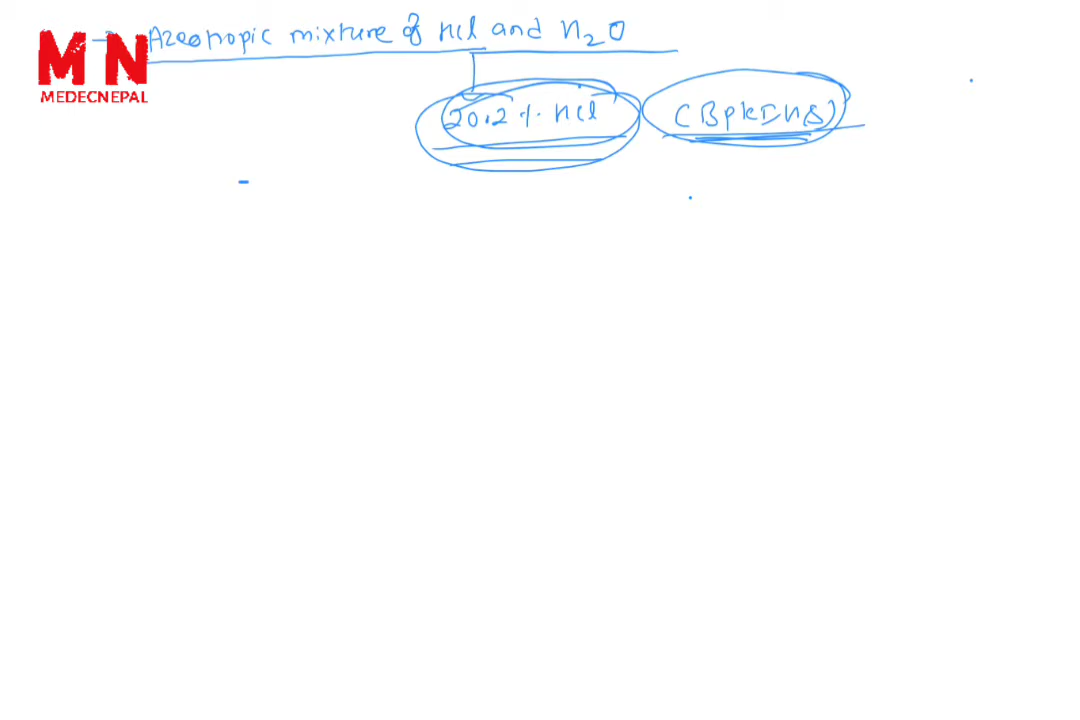 → Azeotropic mixture of HCl and H₂O
20.2 % HCl (BPKIHS)
MN
MEDECNEPAL